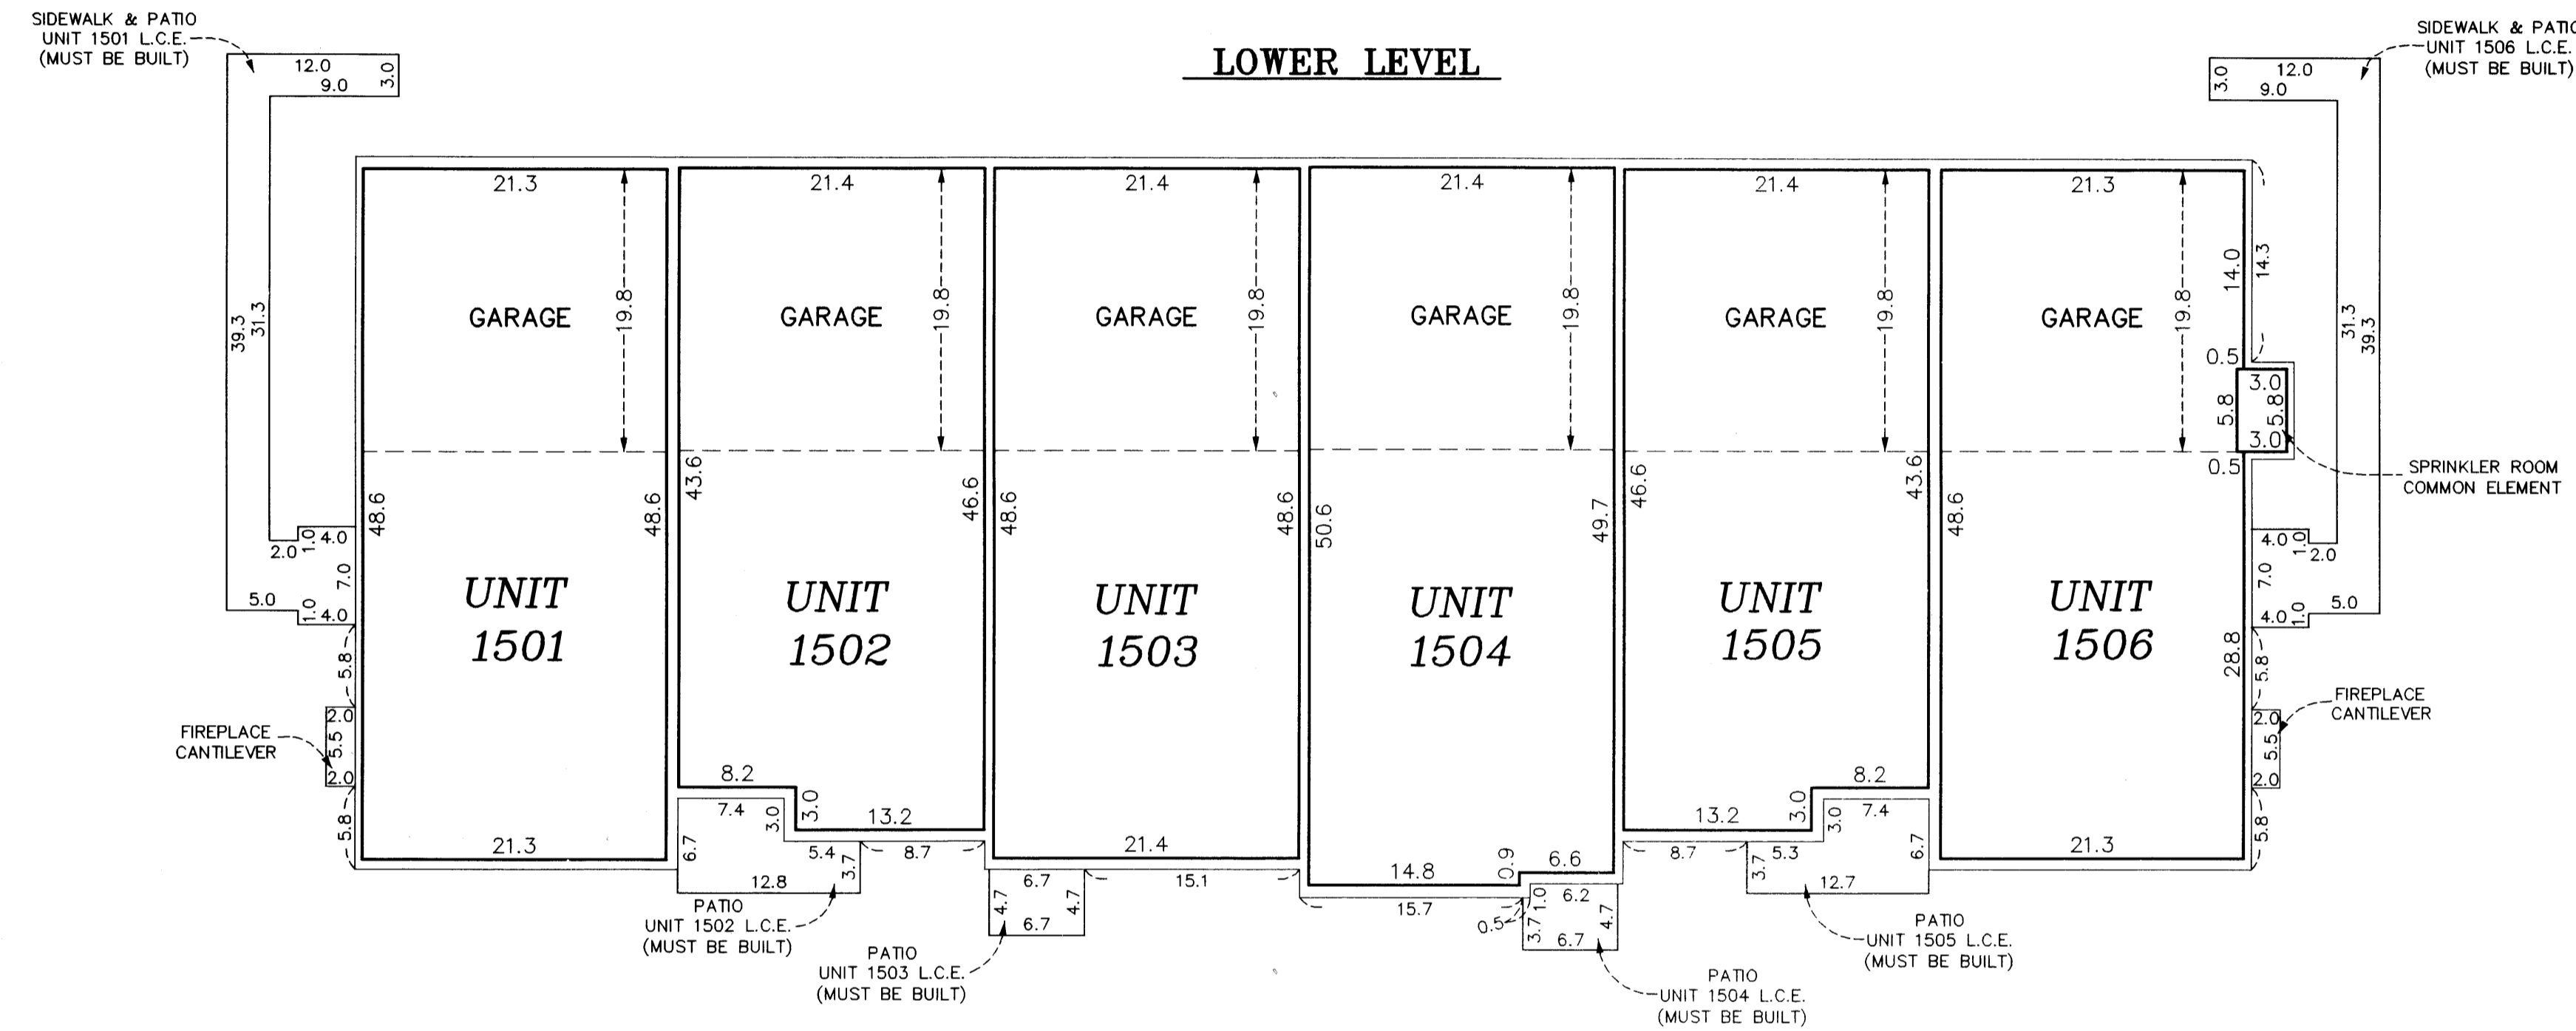 LOWER LEVEL
SIDEWALK & PATIO
UNIT 1501 L.C.E.
(MUST BE BUILT)
12.0
9.0
3.0
39.3
31.3
2.0
1.0
4.0
7.0
5.0
1.0
4.0
5.8
FIREPLACE
CANTILEVER
2.0
5.5
2.0
5.8
21.3
19.8
GARAGE
48.6
48.6
UNIT
1501
21.3
21.4
19.8
GARAGE
43.6
46.6
UNIT
1502
8.2
3.0
13.2
7.4
3.0
6.7
5.4
3.7
8.7
12.8
PATIO
UNIT 1502 L.C.E.
(MUST BE BUILT)
21.4
19.8
GARAGE
48.6
48.6
UNIT
1503
21.4
6.7
4.7
4.7
6.7
15.1
PATIO
UNIT 1503 L.C.E.
(MUST BE BUILT)
21.4
19.8
GARAGE
50.6
49.7
UNIT
1504
14.8
0.9
6.6
15.7
0.5
1.0
6.2
3.7
4.7
6.7
PATIO
UNIT 1504 L.C.E.
(MUST BE BUILT)
21.4
19.8
GARAGE
46.6
43.6
UNIT
1505
13.2
3.0
8.2
8.7
5.3
3.0
7.4
3.7
6.7
12.7
PATIO
UNIT 1505 L.C.E.
(MUST BE BUILT)
21.3
19.8
GARAGE
14.0
14.3
0.5
3.0
5.8
5.8
3.0
0.5
48.6
UNIT
1506
28.8
21.3
SPRINKLER ROOM
COMMON ELEMENT
SIDEWALK & PATIO
UNIT 1506 L.C.E.
(MUST BE BUILT)
3.0
12.0
9.0
31.3
39.3
4.0
1.0
2.0
7.0
4.0
1.0
5.0
5.8
FIREPLACE
CANTILEVER
2.0
5.5
2.0
5.8